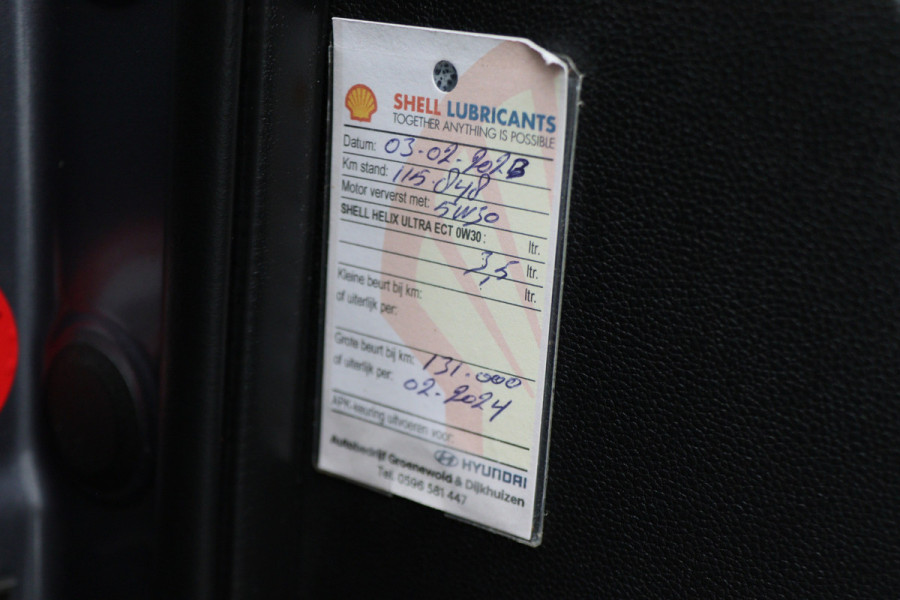 SHELL LUBRICANTS
TOGETHER ANYTHING IS POSSIBLE
Datum: 03-02-2023
Km stand: 115.848
Motor ververst met: 5W30
SHELL HELIX ULTRA ECT 0W30 : ltr.
3,5 ltr.
ltr.
Kleine beurt bij km:
of uiterlijk per:
Grote beurt bij km: 131.000
of uiterlijk per: 02-2024
APK-keuring uitvoeren voor:
HYUNDAI
Autobedrijf Groenewold & Dijkhuizen
Tel. 0596 581 447